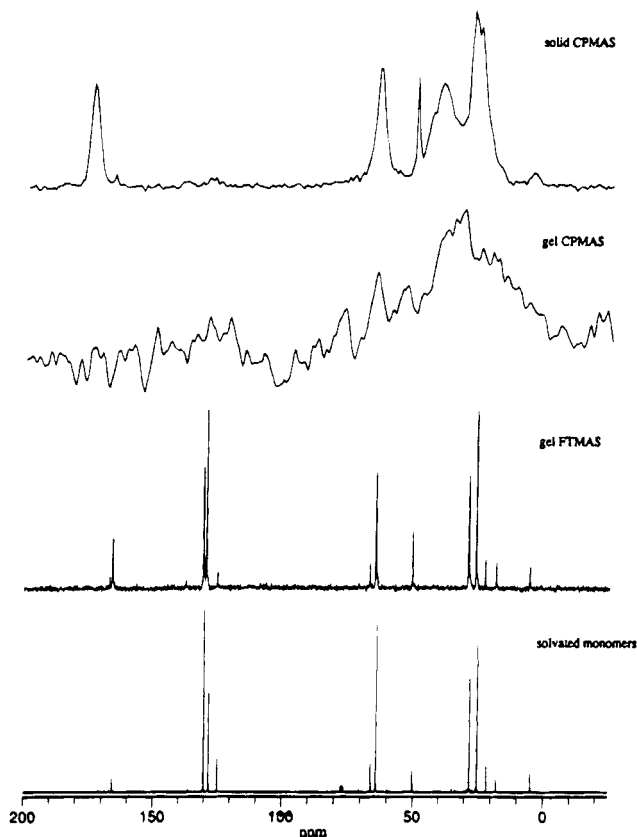 solid CPMAS
gel CPMAS
gel FTMAS
solvated monomers
200 150 100 50 0
ppm